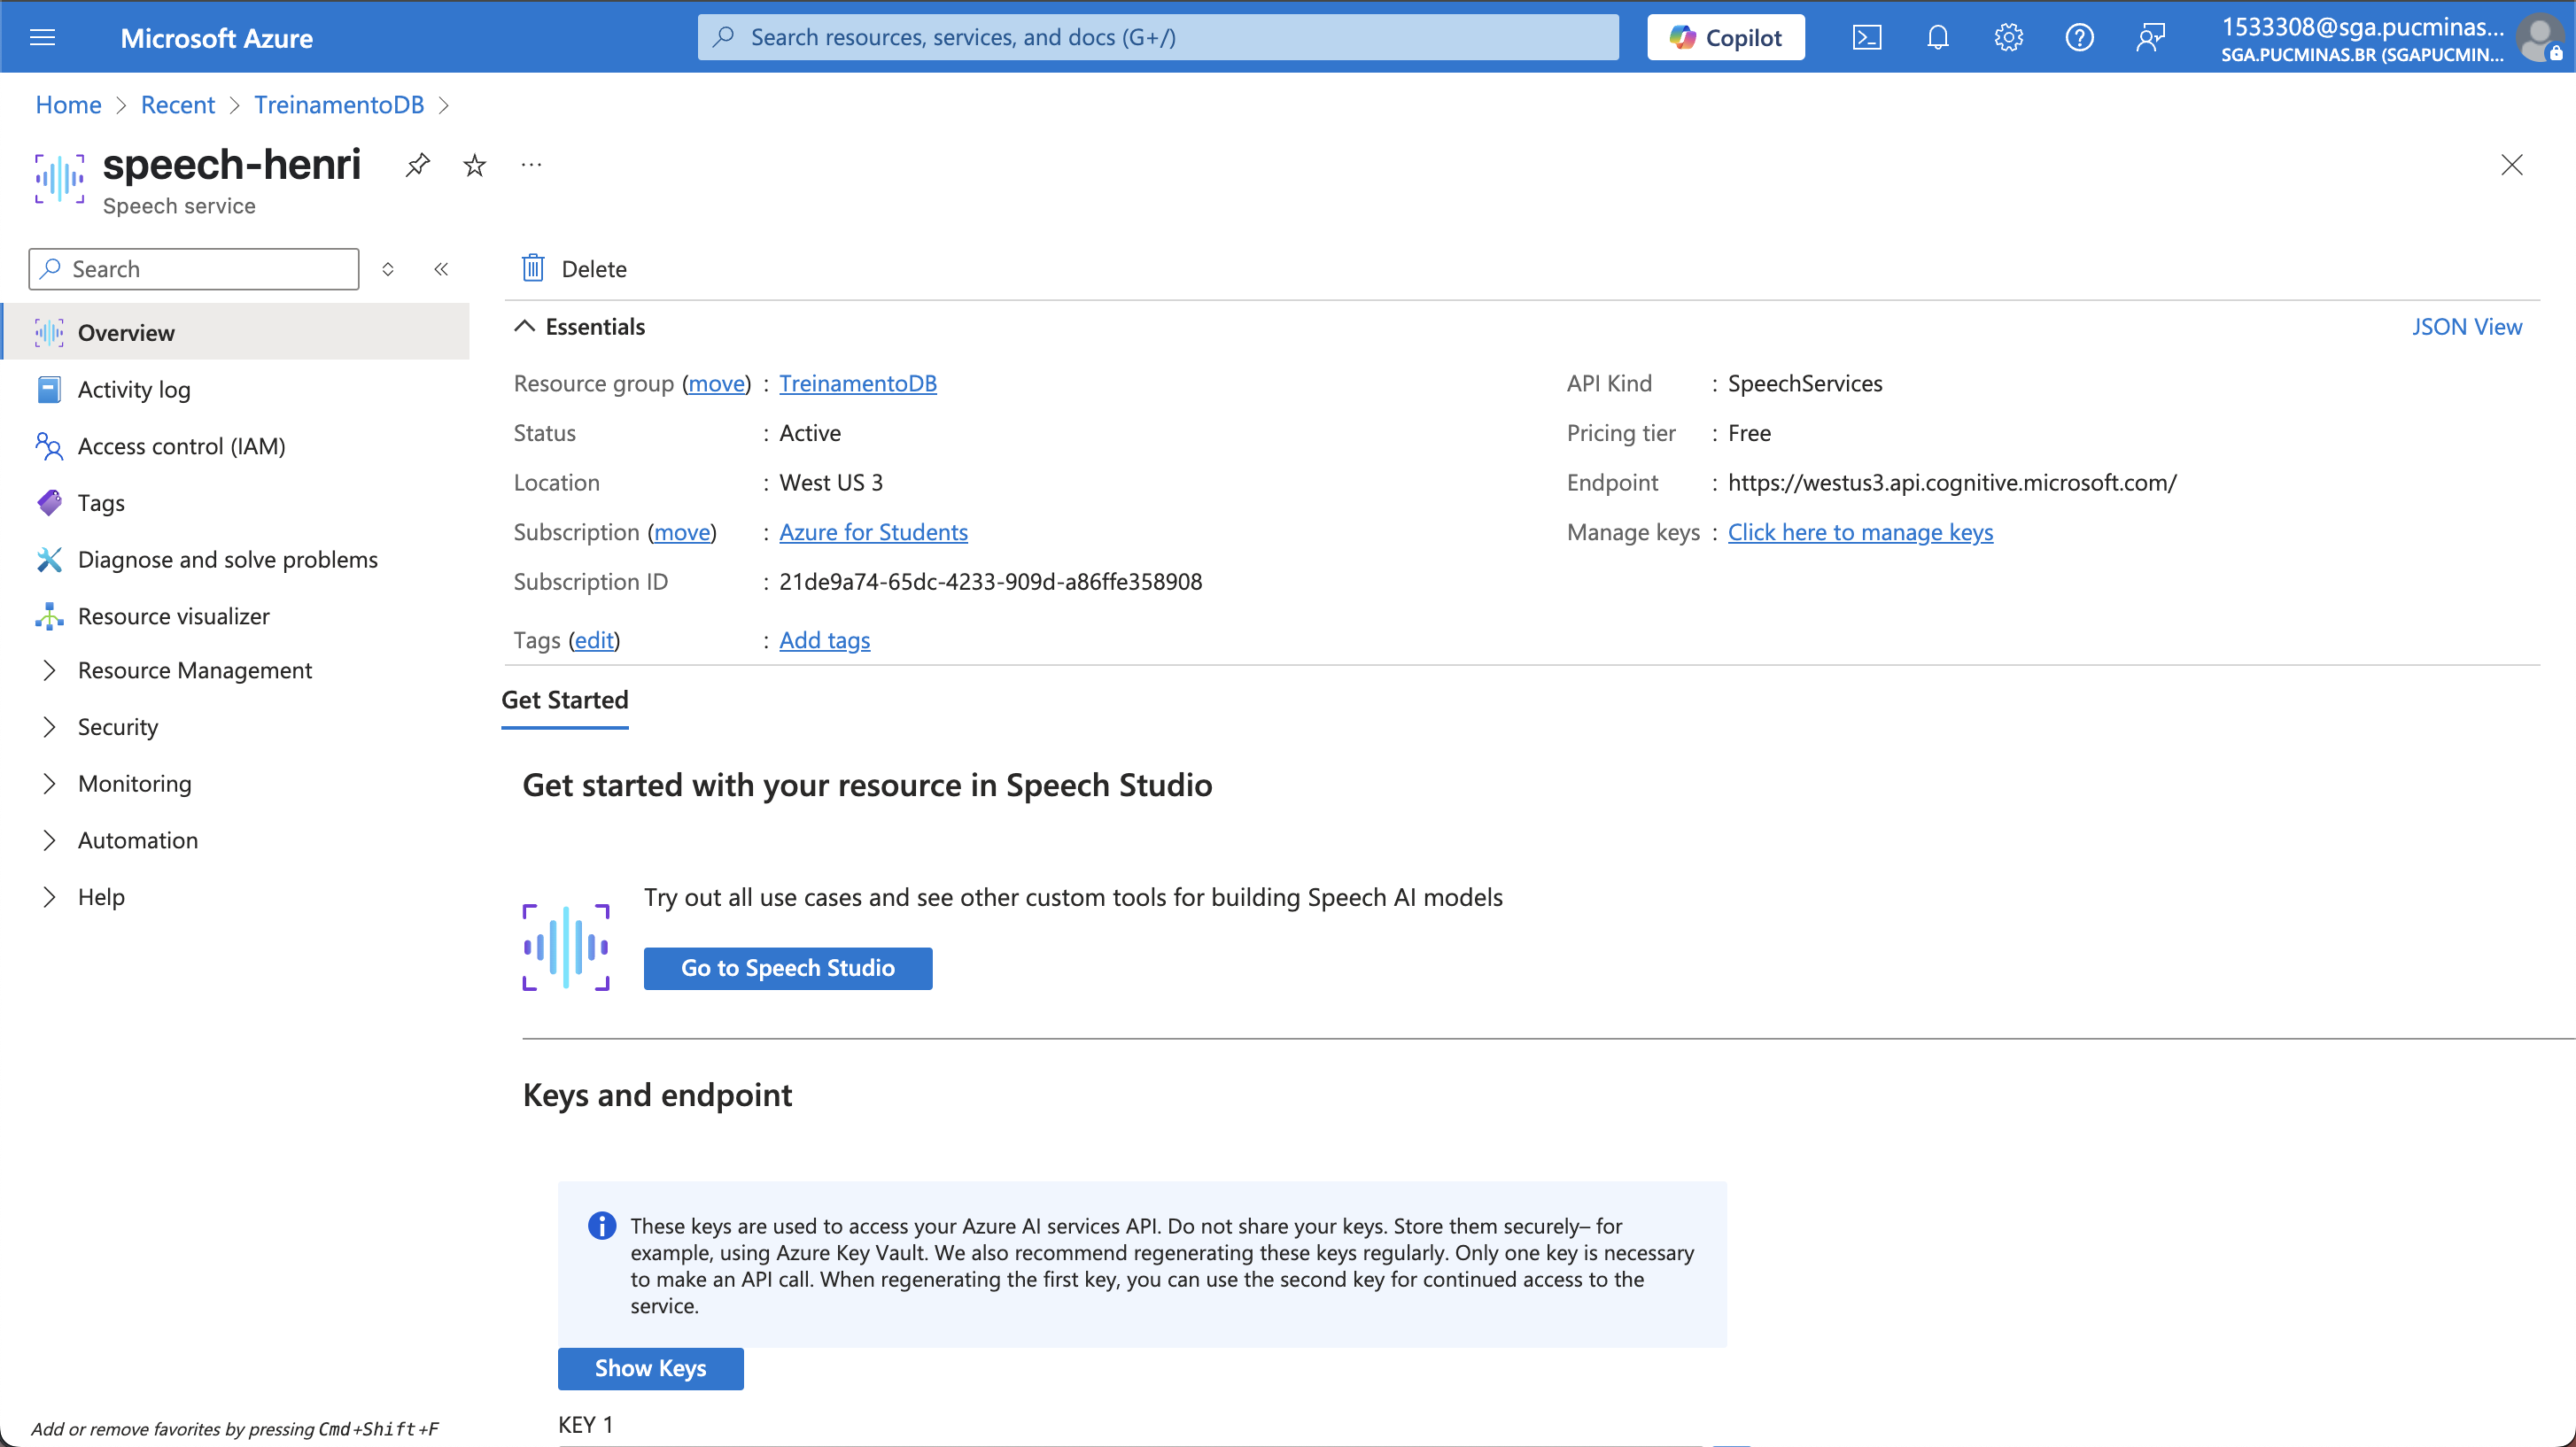 Microsoft Azure
Search resources, services, and docs (G+/)
Copilot
1533308@sga.pucminas...
SGA.PUCMINAS.BR (SGAPUCMIN...
Home > Recent > TreinamentoDB >
speech-henri
...
Speech service
Search
Delete
Overview
Activity log
Access control (IAM)
Tags
Diagnose and solve problems
Resource visualizer
Resource Management
Security
Monitoring
Automation
Help
Add or remove favorites by pressing Cmd+Shift+F
Essentials
JSON View
Resource group (move) : TreinamentoDB
Status : Active
Location : West US 3
Subscription (move) : Azure for Students
Subscription ID : 21de9a74-65dc-4233-909d-a86ffe358908
Tags (edit) : Add tags
API Kind : SpeechServices
Pricing tier : Free
Endpoint : https://westus3.api.cognitive.microsoft.com/
Manage keys : Click here to manage keys
Get Started
Get started with your resource in Speech Studio
Try out all use cases and see other custom tools for building Speech AI models
Go to Speech Studio
Keys and endpoint
These keys are used to access your Azure AI services API. Do not share your keys. Store them securely– for
example, using Azure Key Vault. We also recommend regenerating these keys regularly. Only one key is necessary
to make an API call. When regenerating the first key, you can use the second key for continued access to the
service.
Show Keys
KEY 1